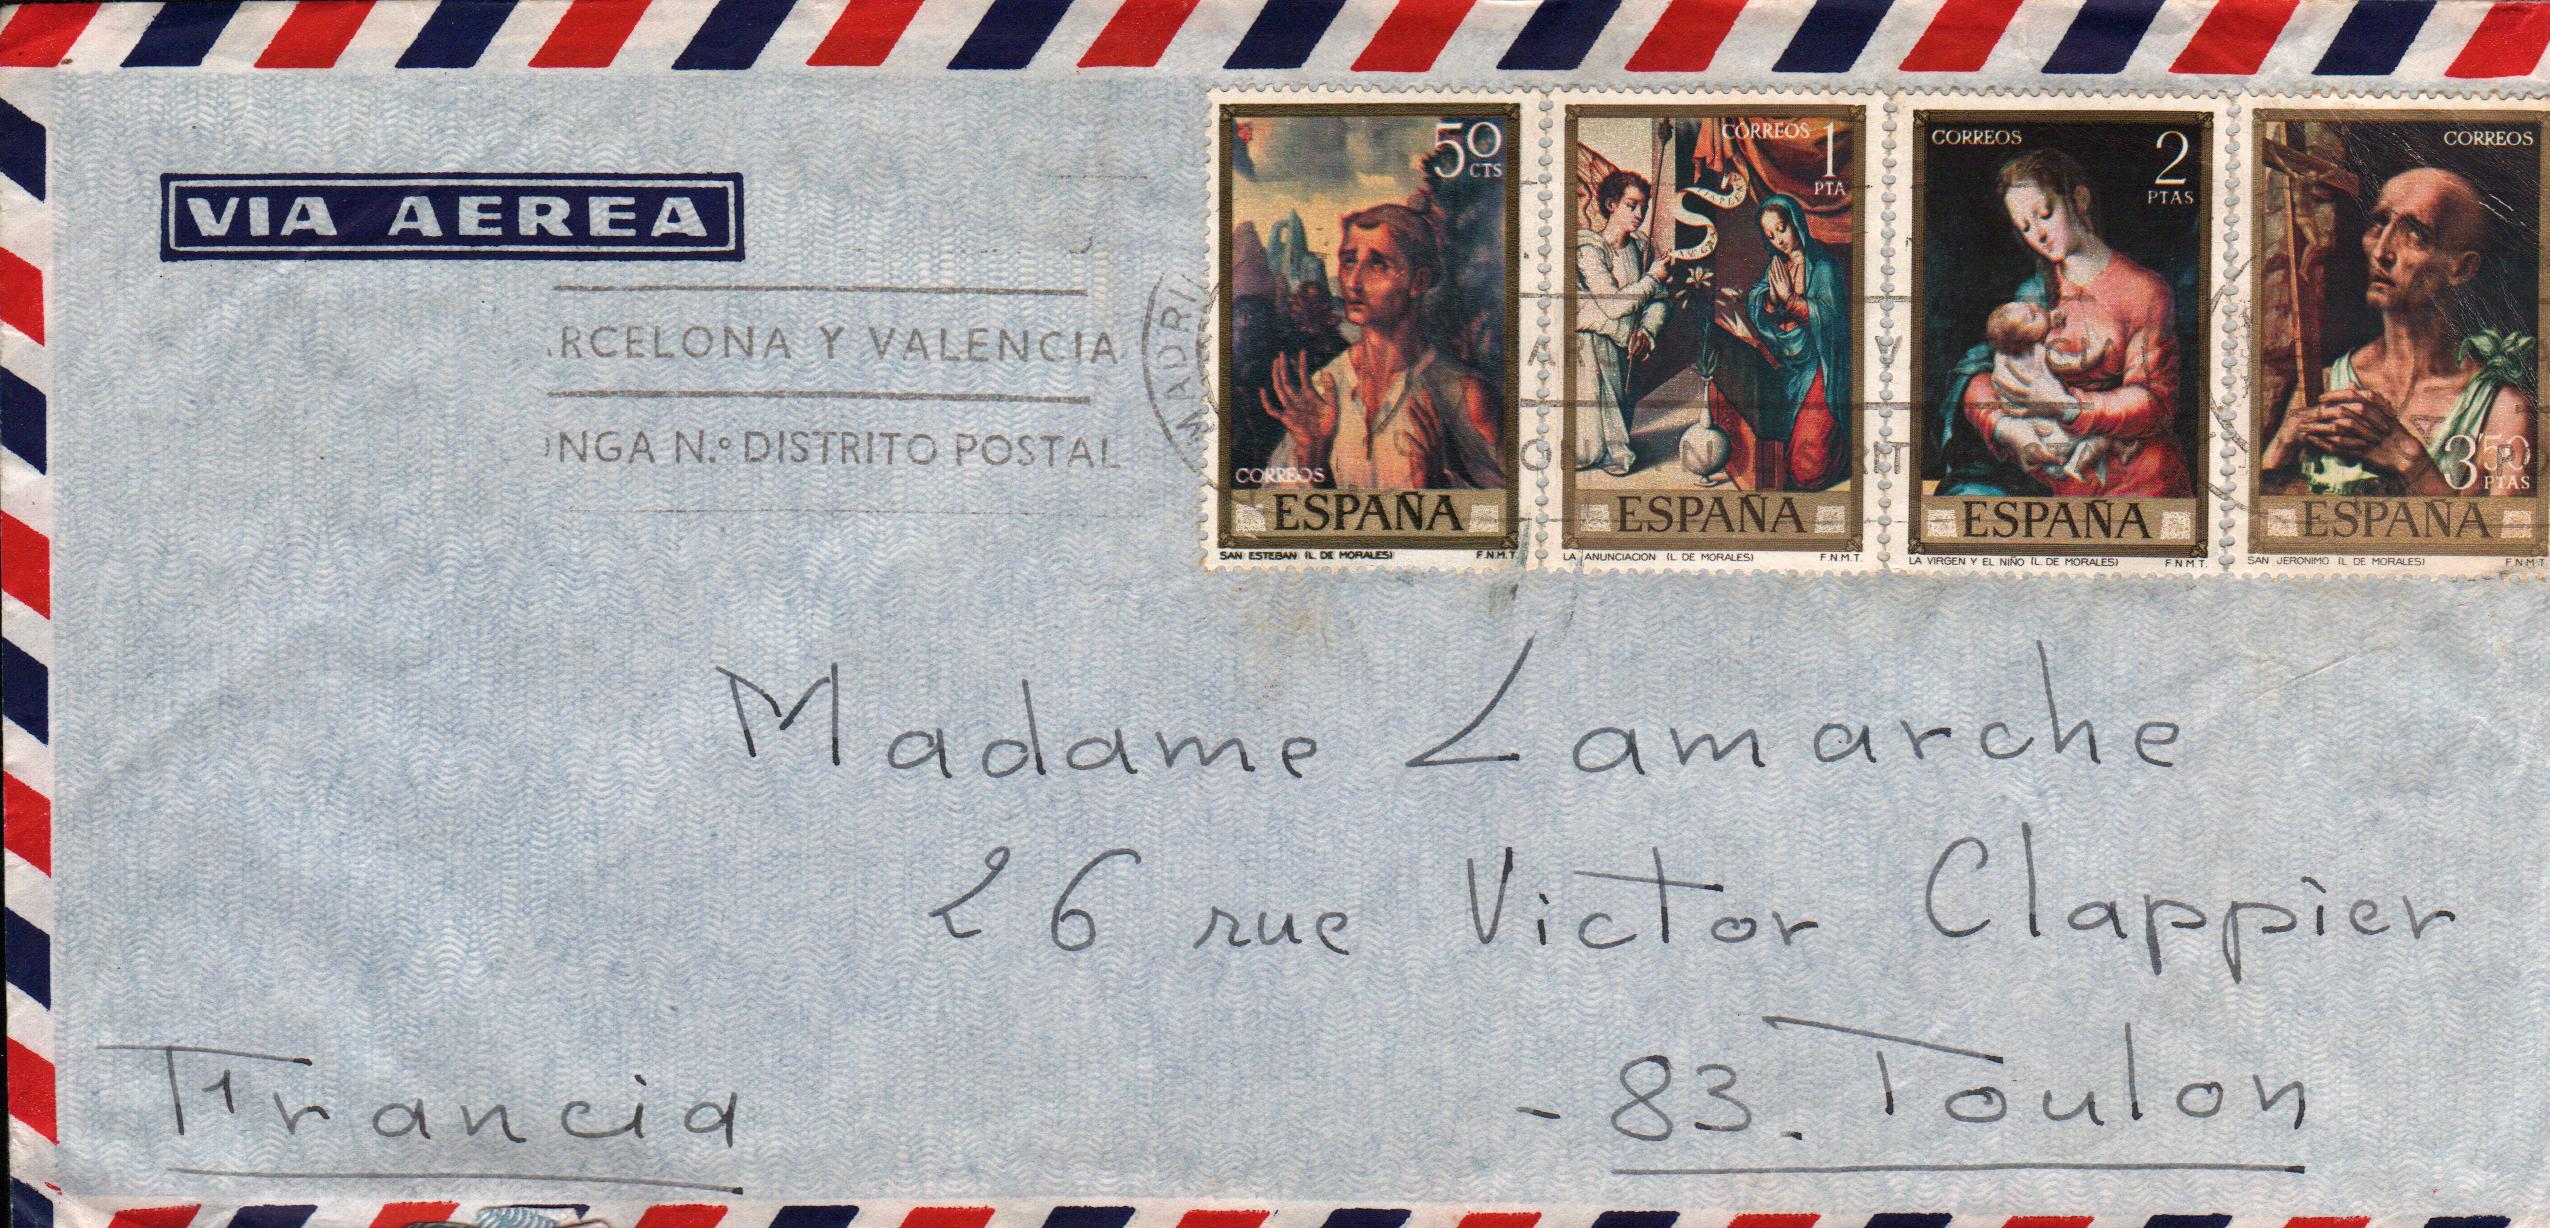 VIA AEREA
RCELONA Y VALENCIA
NGA N.º DISTRITO POSTAL
MADRI
50 CTS
CORREOS
ESPAÑA
SAN ESTEBAN (L. DE MORALES) F.N.M.T.
CORREOS 1 PTA
ESPAÑA
LA ANUNCIACION (L. DE MORALES) F.N.M.T.
CORREOS 2 PTAS
ESPAÑA
LA VIRGEN Y EL NIÑO (L. DE MORALES) F.N.M.T.
CORREOS
3'50 PTAS
ESPAÑA
SAN JERONIMO (L. DE MORALES) F.N.M.T.
Madame Lamarche
26 rue Victor Clappier
- 83. Toulon
Francia